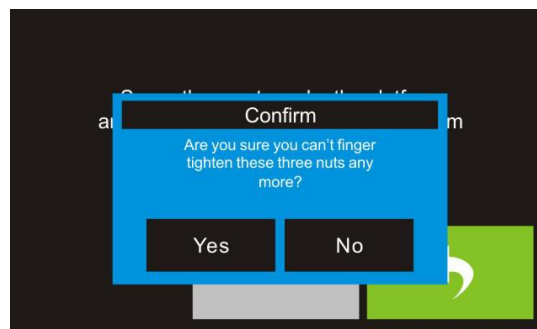 Confirm
Are you sure you can't finger
tighten these three nuts any
more?
Yes
No